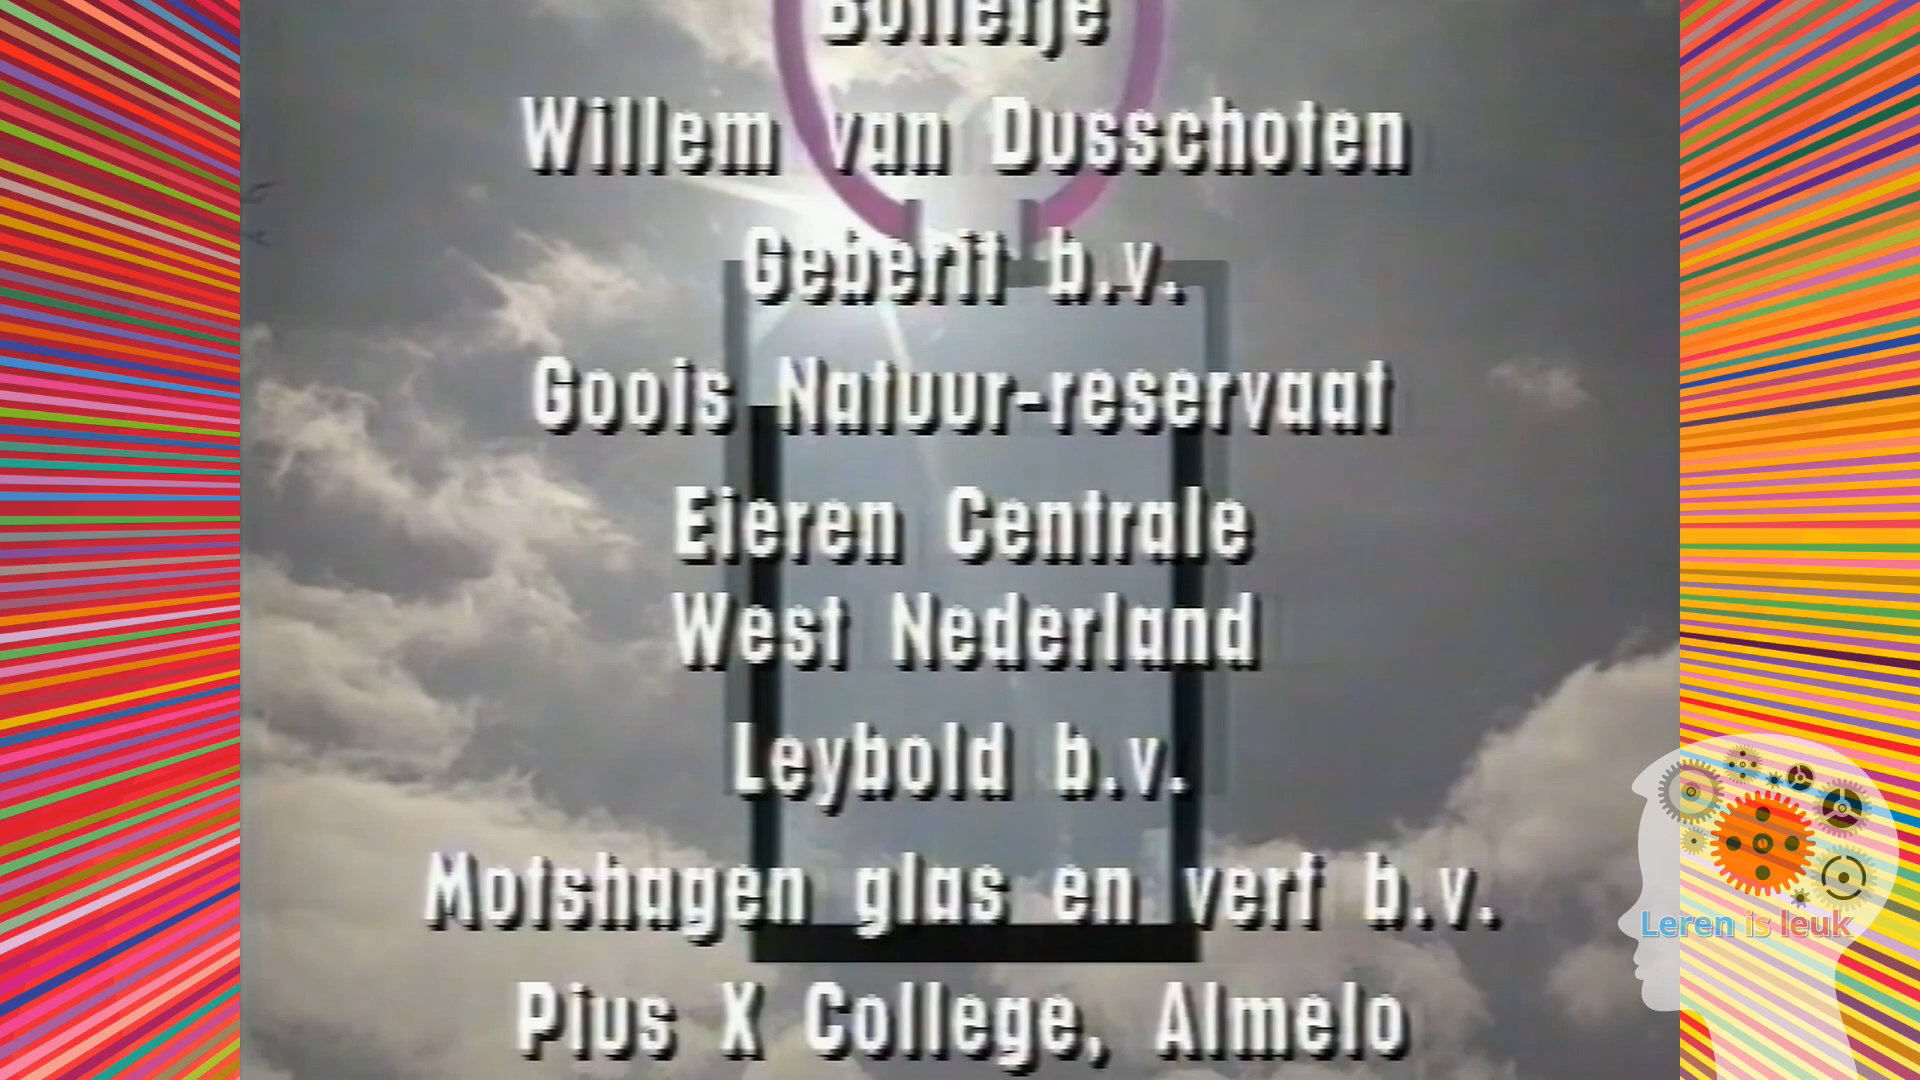 Bolletje
Willem van Dusschoten
Geberit b.v.
Goois Natuur-reservaat
Eieren Centrale
West Nederland
Leybold b.v.
Motshagen glas en verf b.v.
Pius X College, Almelo
Leren is leuk